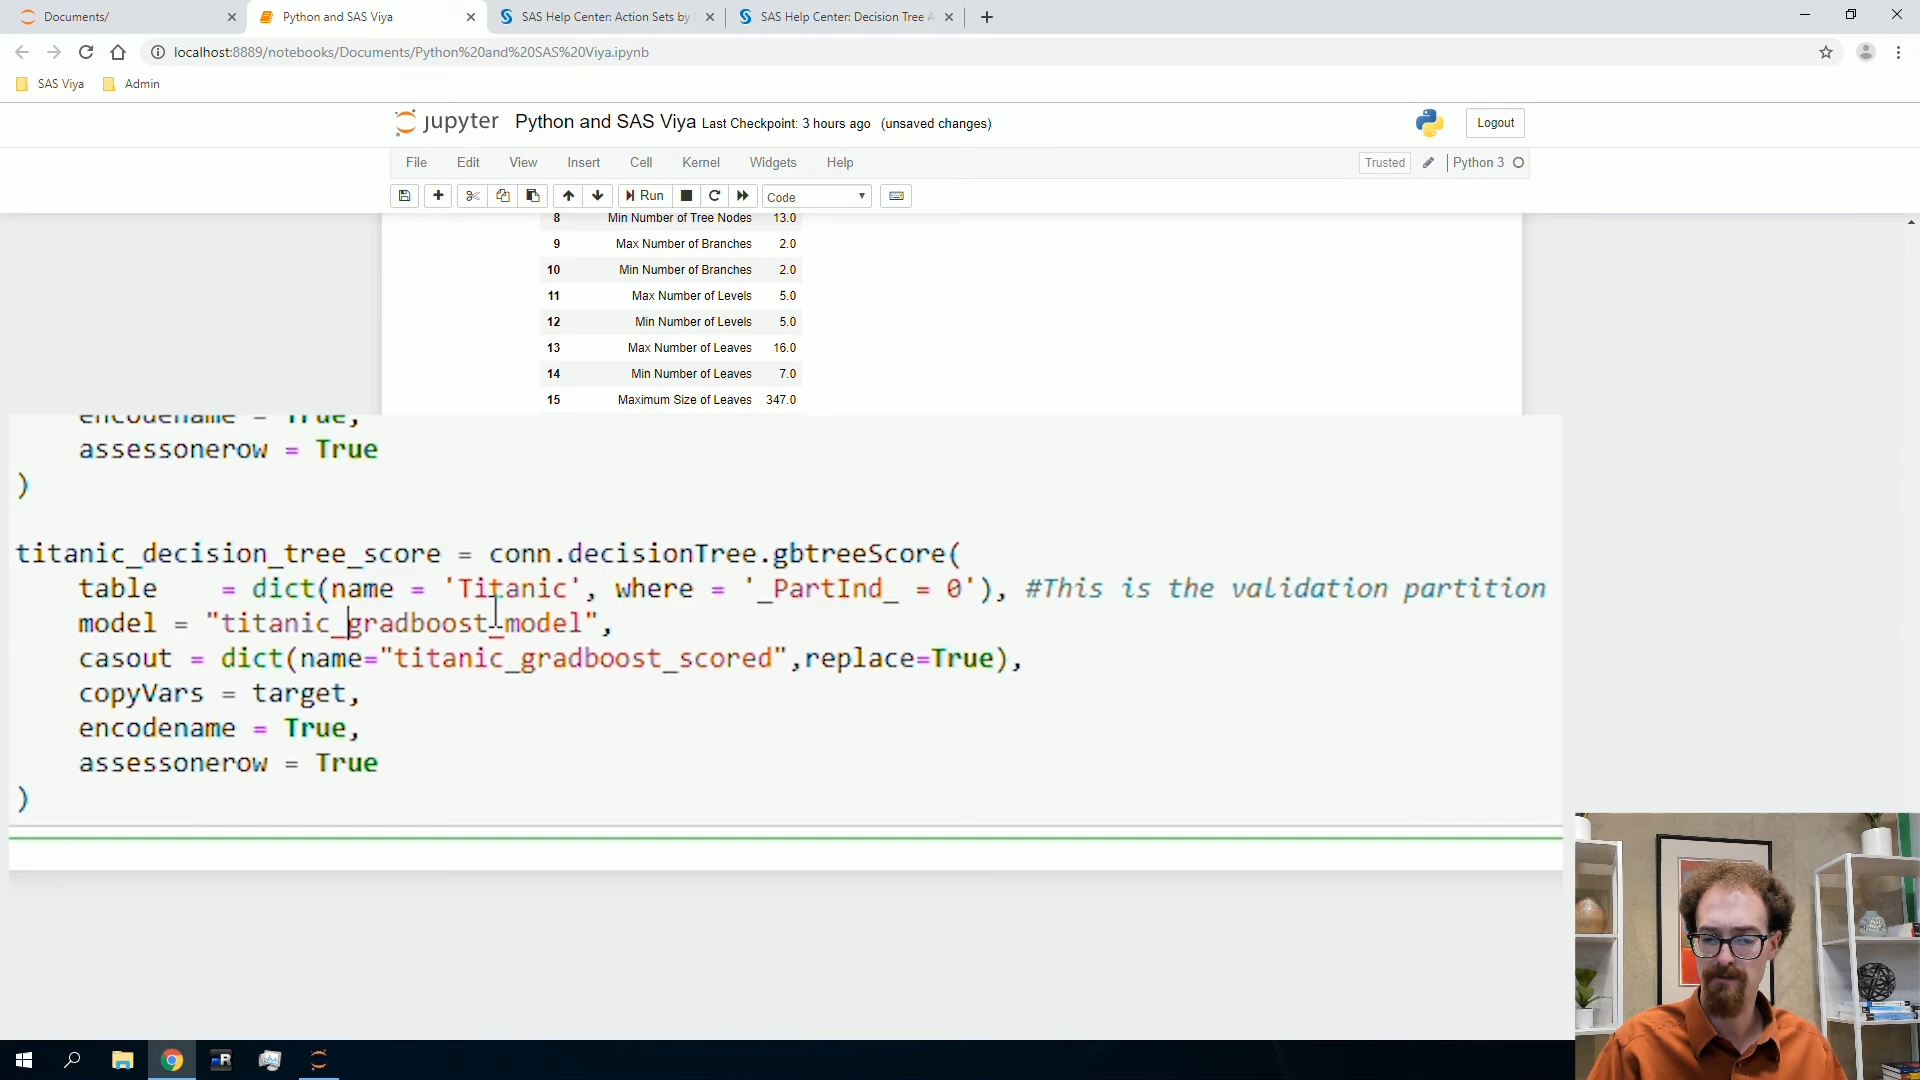 Documents/
Python and SAS Viya
SAS Help Center: Action Sets by
SAS Help Center: Decision Tree A
localhost:8889/notebooks/Documents/Python%20and%20SAS%20Viya.ipynb
SAS Viya
Admin
jupyter Python and SAS Viya Last Checkpoint: 3 hours ago (unsaved changes)
Logout
File Edit View Insert Cell Kernel Widgets Help
Trusted
Python 3
Run
Code
8 Min Number of Tree Nodes 13.0
9 Max Number of Branches 2.0
10 Min Number of Branches 2.0
11 Max Number of Levels 5.0
12 Min Number of Levels 5.0
13 Max Number of Leaves 16.0
14 Min Number of Leaves 7.0
15 Maximum Size of Leaves 347.0
encodename = True,
assessonerow = True
)
titanic_decision_tree_score = conn.decisionTree.gbtreeScore(
table = dict(name = 'Titanic', where = '_PartInd_ = 0'), #This is the validation partition
model = "titanic_gradboost_model",
casout = dict(name="titanic_gradboost_scored",replace=True),
copyVars = target,
encodename = True,
assessonerow = True
)